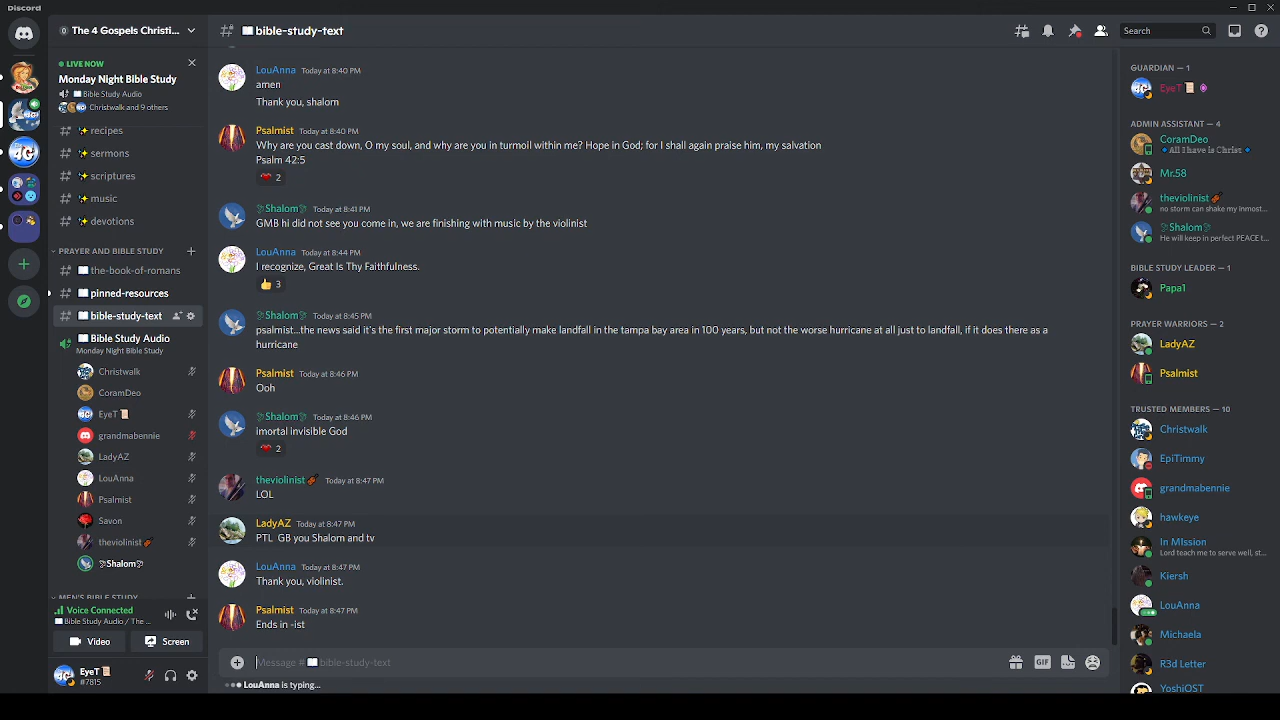 Discord
The 4 Gospels Christi...
bible-study-text
Search
LIVE NOW
Monday Night Bible Study
Bible Study Audio
Christwalk and 9 others
recipes
sermons
scriptures
music
devotions
PRAYER AND BIBLE STUDY
the-book-of-romans
pinned-resources
bible-study-text
Bible Study Audio
Monday Night Bible Study
Christwalk
CoramDeo
EyeT
grandmabennie
LadyAZ
LouAnna
Psalmist
Savon
theviolinist
Shalom
MEN'S BIBLE STUDY
Voice Connected
Bible Study Audio / The ...
Video
Screen
EyeT
#7815
LouAnna Today at 8:40 PM
amen
Thank you, shalom
Psalmist Today at 8:40 PM
Why are you cast down, O my soul, and why are you in turmoil within me? Hope in God; for I shall again praise him, my salvation
Psalm 42:5
2
Shalom Today at 8:41 PM
GMB hi did not see you come in, we are finishing with music by the violinist
LouAnna Today at 8:44 PM
I recognize, Great Is Thy Faithfulness.
3
Shalom Today at 8:45 PM
psalmist...the news said it's the first major storm to potentially make landfall in the tampa bay area in 100 years, but not the worse hurricane at all just to landfall, if it does there as a
hurricane
Psalmist Today at 8:46 PM
Ooh
Shalom Today at 8:46 PM
imortal invisible God
2
theviolinist Today at 8:47 PM
LOL
LadyAZ Today at 8:47 PM
PTL GB you Shalom and tv
LouAnna Today at 8:47 PM
Thank you, violnist.
Psalmist Today at 8:47 PM
Ends in -ist
Message # bible-study-text
GIF
LouAnna is typing...
GUARDIAN — 1
EyeT
ADMIN ASSISTANT — 4
CoramDeo
All I have is Christ
Mr.58
theviolinist
no storm can shake my inmost...
Shalom
He will keep in perfect PEACE t...
BIBLE STUDY LEADER — 1
Papa1
PRAYER WARRIORS — 2
LadyAZ
Psalmist
TRUSTED MEMBERS — 10
Christwalk
EpiTimmy
grandmabennie
hawkeye
In MIssion
Lord teach me to serve well, st...
Kiersh
LouAnna
Michaela
R3d Letter
YoshiOST